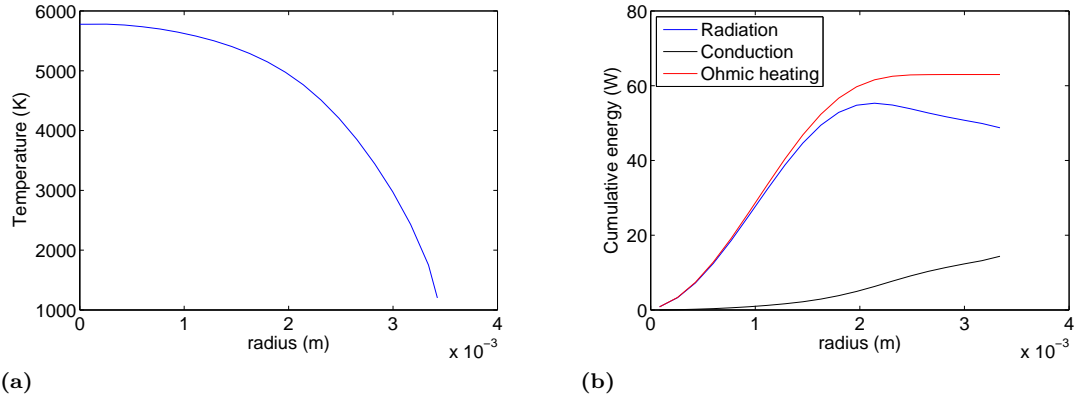 6000
5000
4000
3000
2000
1000
Temperature (K)
0
1
2
3
4
radius (m)
x 10−3
(a)
80
60
40
20
0
Cumulative energy (W)
Radiation
Conduction
Ohmic heating
0
1
2
3
4
radius (m)
x 10−3
(b)